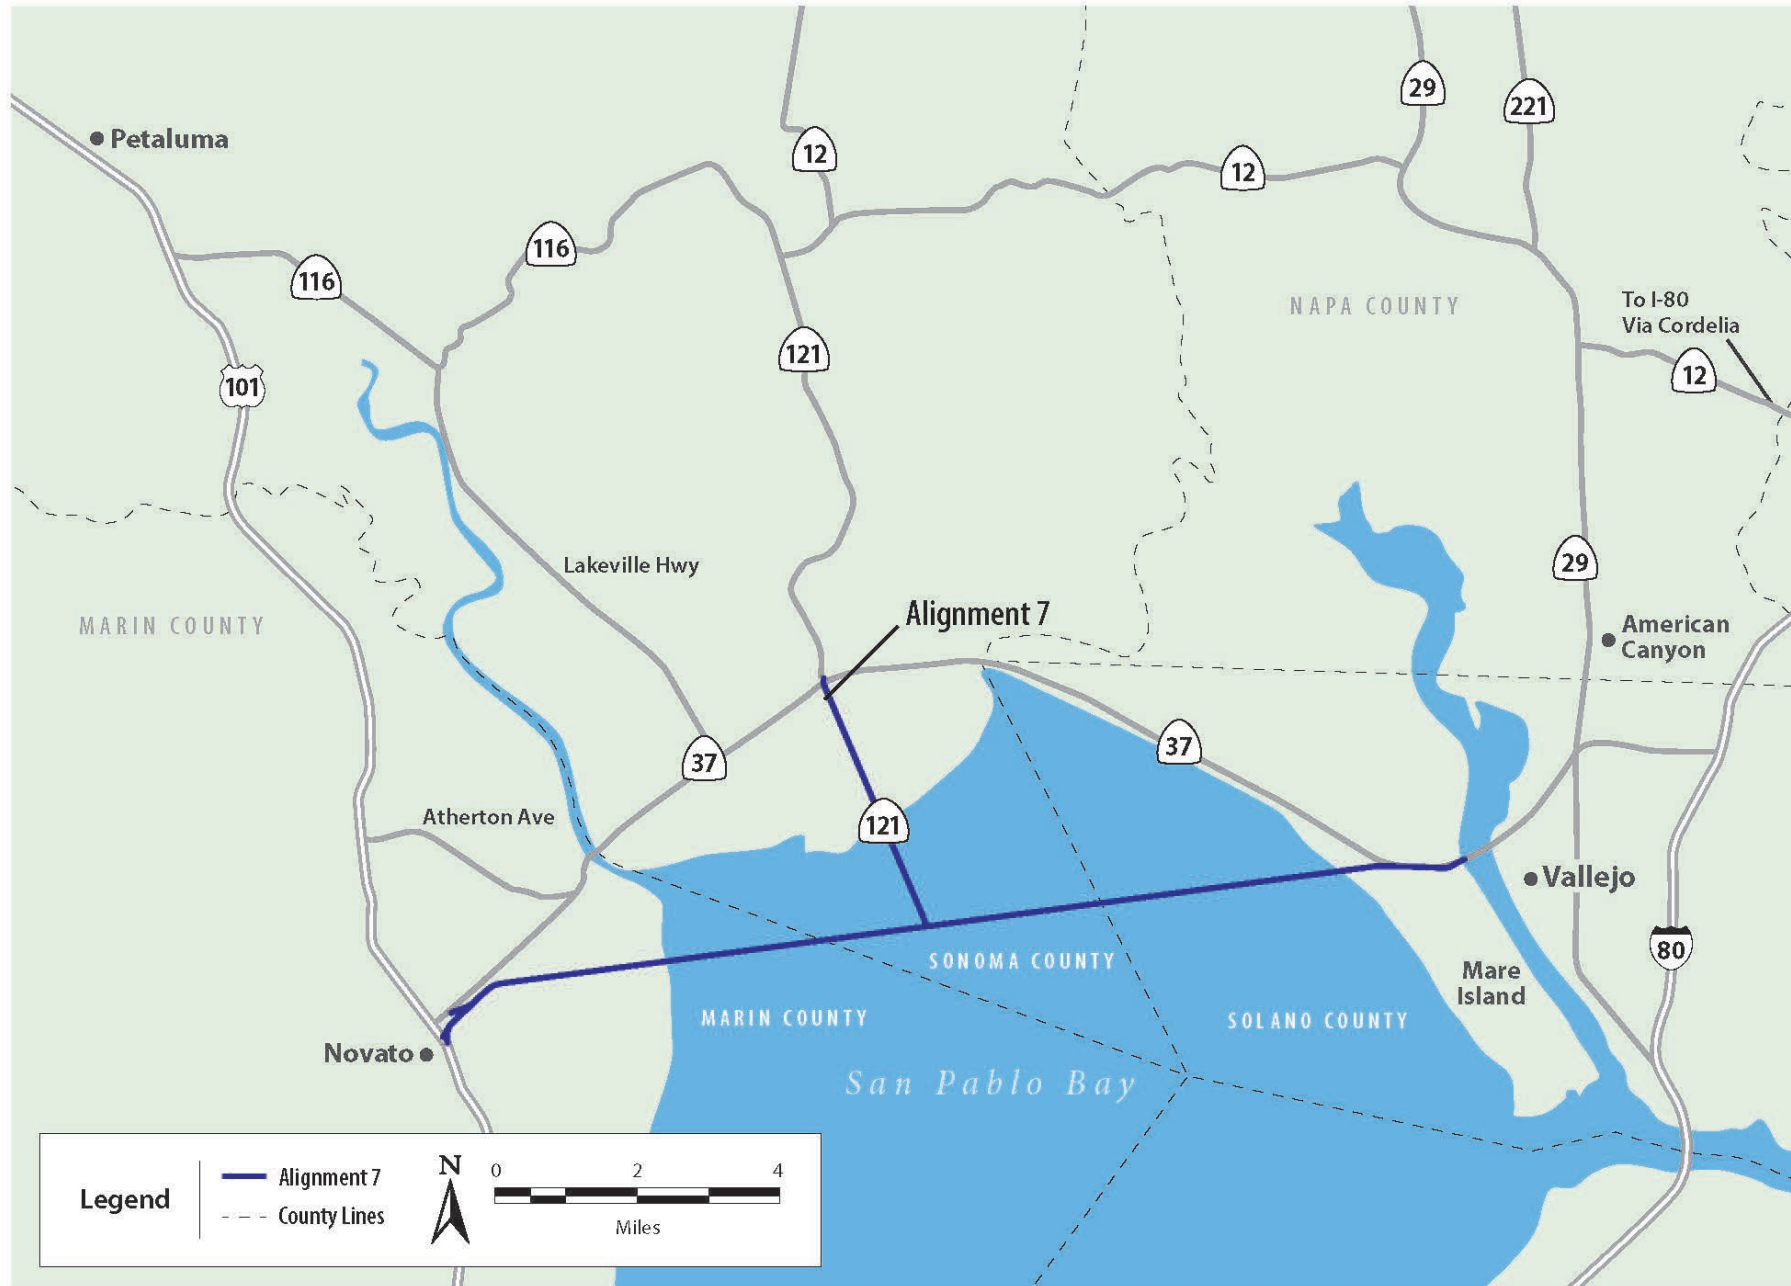 29
221
Petaluma
12
12
116
116
NAPA COUNTY
To I-80
Via Cordelia
121
12
101
Lakeville Hwy
29
Alignment 7
MARIN COUNTY
American
Canyon
37
37
Atherton Ave
121
Vallejo
80
SONOMA COUNTY
Mare
Island
MARIN COUNTY
SOLANO COUNTY
Novato
San Pablo Bay
Legend
Alignment 7
County Lines
N
0 2 4
Miles